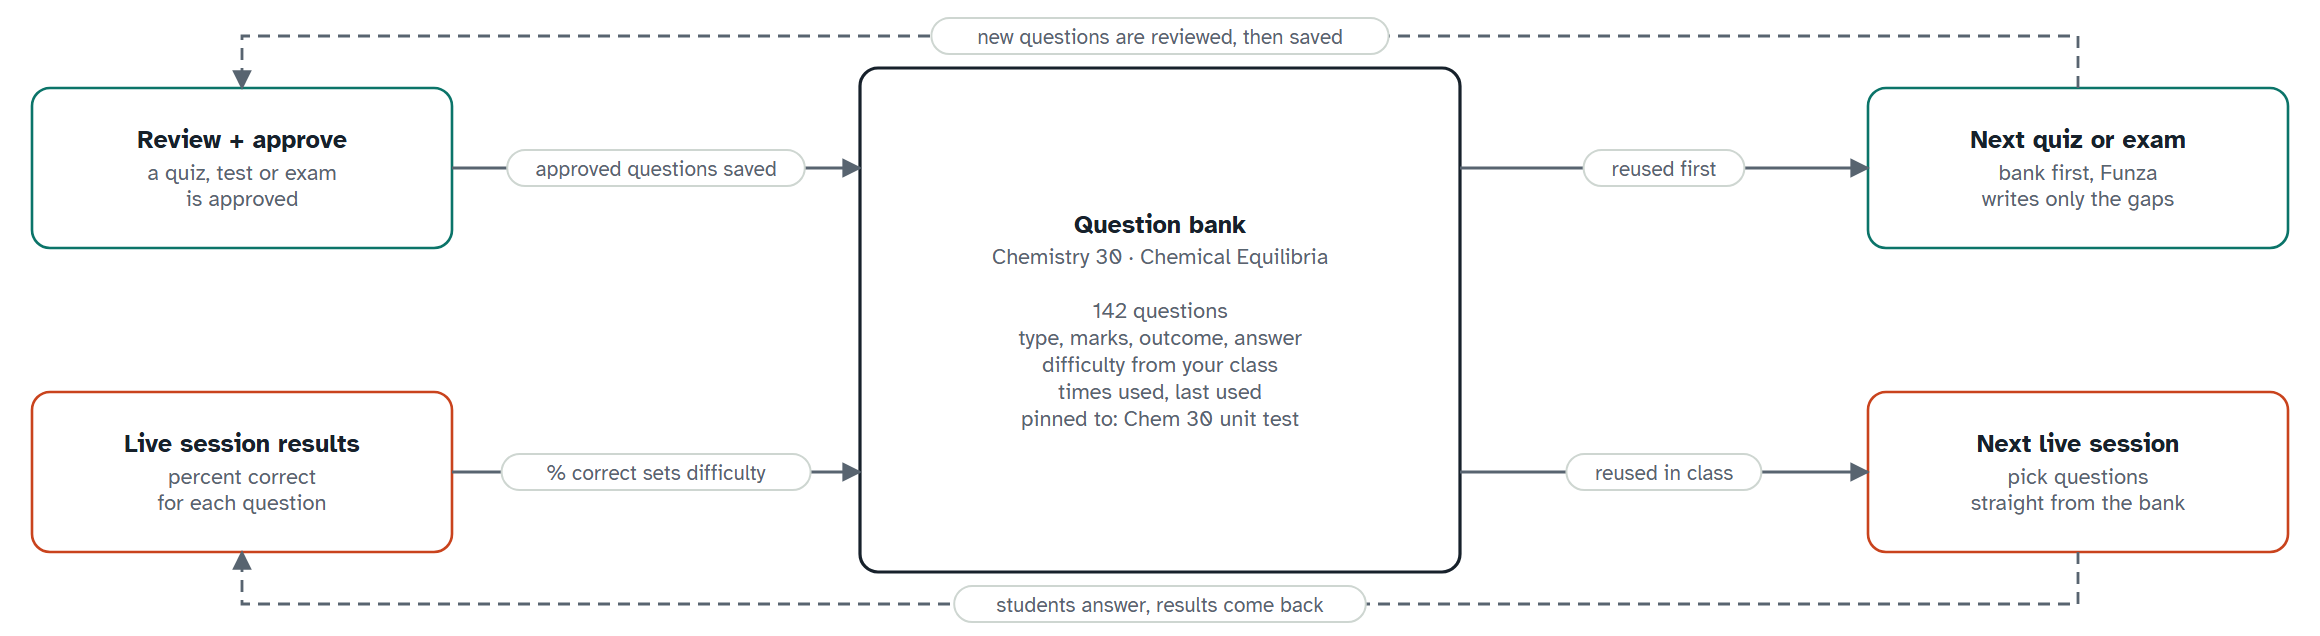 new questions are reviewed, then saved
Review + approve
a quiz, test or exam
is approved
approved questions saved
Question bank
Chemistry 30 · Chemical Equilibria
142 questions
type, marks, outcome, answer
difficulty from your class
times used, last used
pinned to: Chem 30 unit test
reused first
Next quiz or exam
bank first, Funza
writes only the gaps
Live session results
percent correct
for each question
% correct sets difficulty
reused in class
Next live session
pick questions
straight from the bank
students answer, results come back